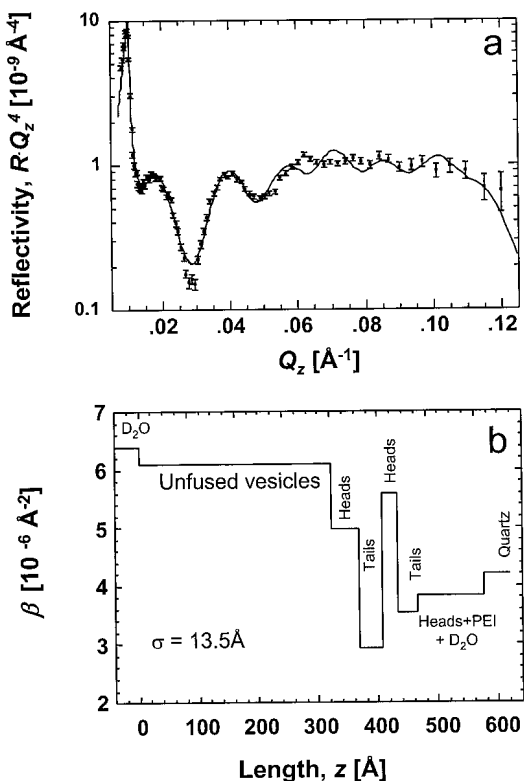 Reflectivity, R·Q_z^4 [10^-9 Å^-4]
a
10
1
0.1
.02 .04 .06 .08 .10 .12
Q_z [Å^-1]
β [10^-6 Å^-2]
b
7
6
5
4
3
2
D_2O
Unfused vesicles
Heads
Tails
Heads
Tails
Heads+PEI
+ D_2O
Quartz
σ = 13.5Å
0 100 200 300 400 500 600
Length, z [Å]